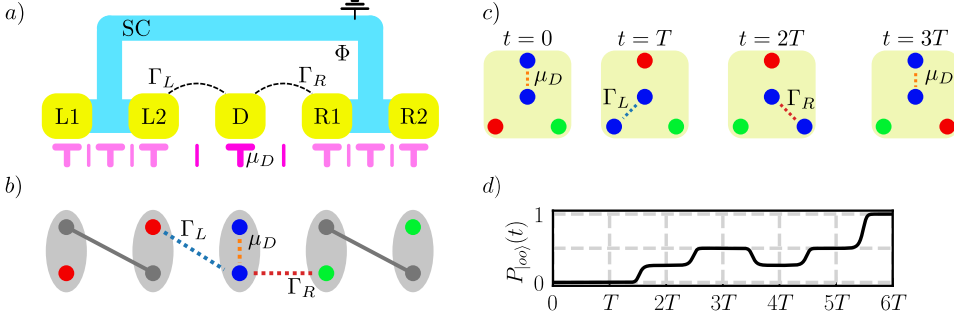 a)
SC
Φ
Γ_L
Γ_R
L1 L2 D R1 R2
μ_D
b)
Γ_L
μ_D
Γ_R
c)
t = 0 t = T t = 2T t = 3T
μ_D Γ_L Γ_R μ_D
d)
P_{|oo⟩}(t)
1
0
0 T 2T 3T 4T 5T 6T